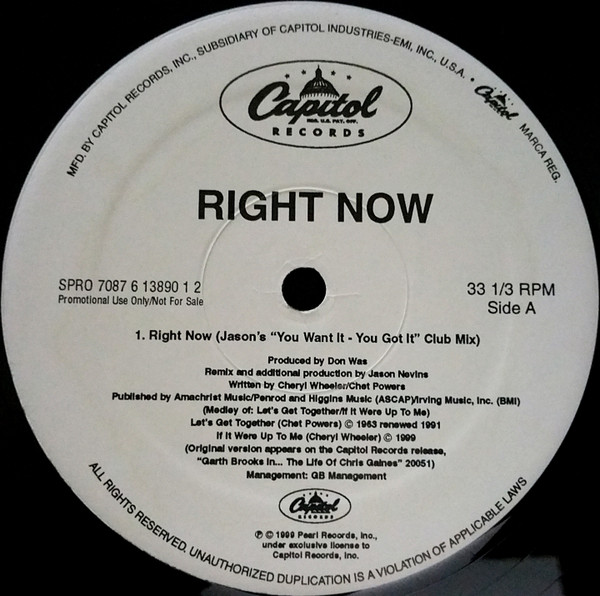 MFD. BY CAPITOL RECORDS, INC., SUBSIDIARY OF CAPITOL INDUSTRIES-EMI, INC., U.S.A. • Capitol MARCA REG.
Capitol
REG. U.S. PAT. OFF.
RECORDS
RIGHT NOW
SPRO 7087 6 13890 1 2
Promotional Use Only/Not For Sale
33 1/3 RPM
Side A
1. Right Now (Jason's "You Want It - You Got It" Club Mix)
Produced by Don Was
Remix and additional production by Jason Nevins
Written by Cheryl Wheeler/Chet Powers
Published by Amachrist Music/Penrod and Higgins Music (ASCAP)/Irving Music, Inc. (BMI)
(Medley of: Let's Get Together/If It Were Up To Me)
Let's Get Together (Chet Powers) © 1963 renewed 1991
If It Were Up To Me (Cheryl Wheeler) © 1999
(Original version appears on the Capitol Records release,
"Garth Brooks In... The Life Of Chris Gaines" 20051)
Management: GB Management
Capitol
RECORDS
℗ © 1999 Pearl Records, Inc.,
under exclusive license to
Capitol Records, Inc.
ALL RIGHTS RESERVED, UNAUTHORIZED DUPLICATION IS A VIOLATION OF APPLICABLE LAWS